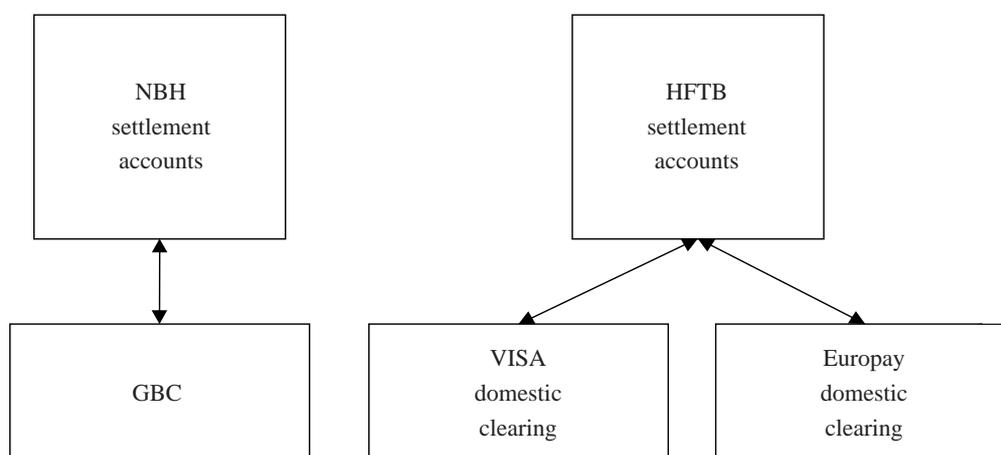 NBH
settlement
accounts
HFTB
settlement
accounts
GBC
VISA
domestic
clearing
Europay
domestic
clearing